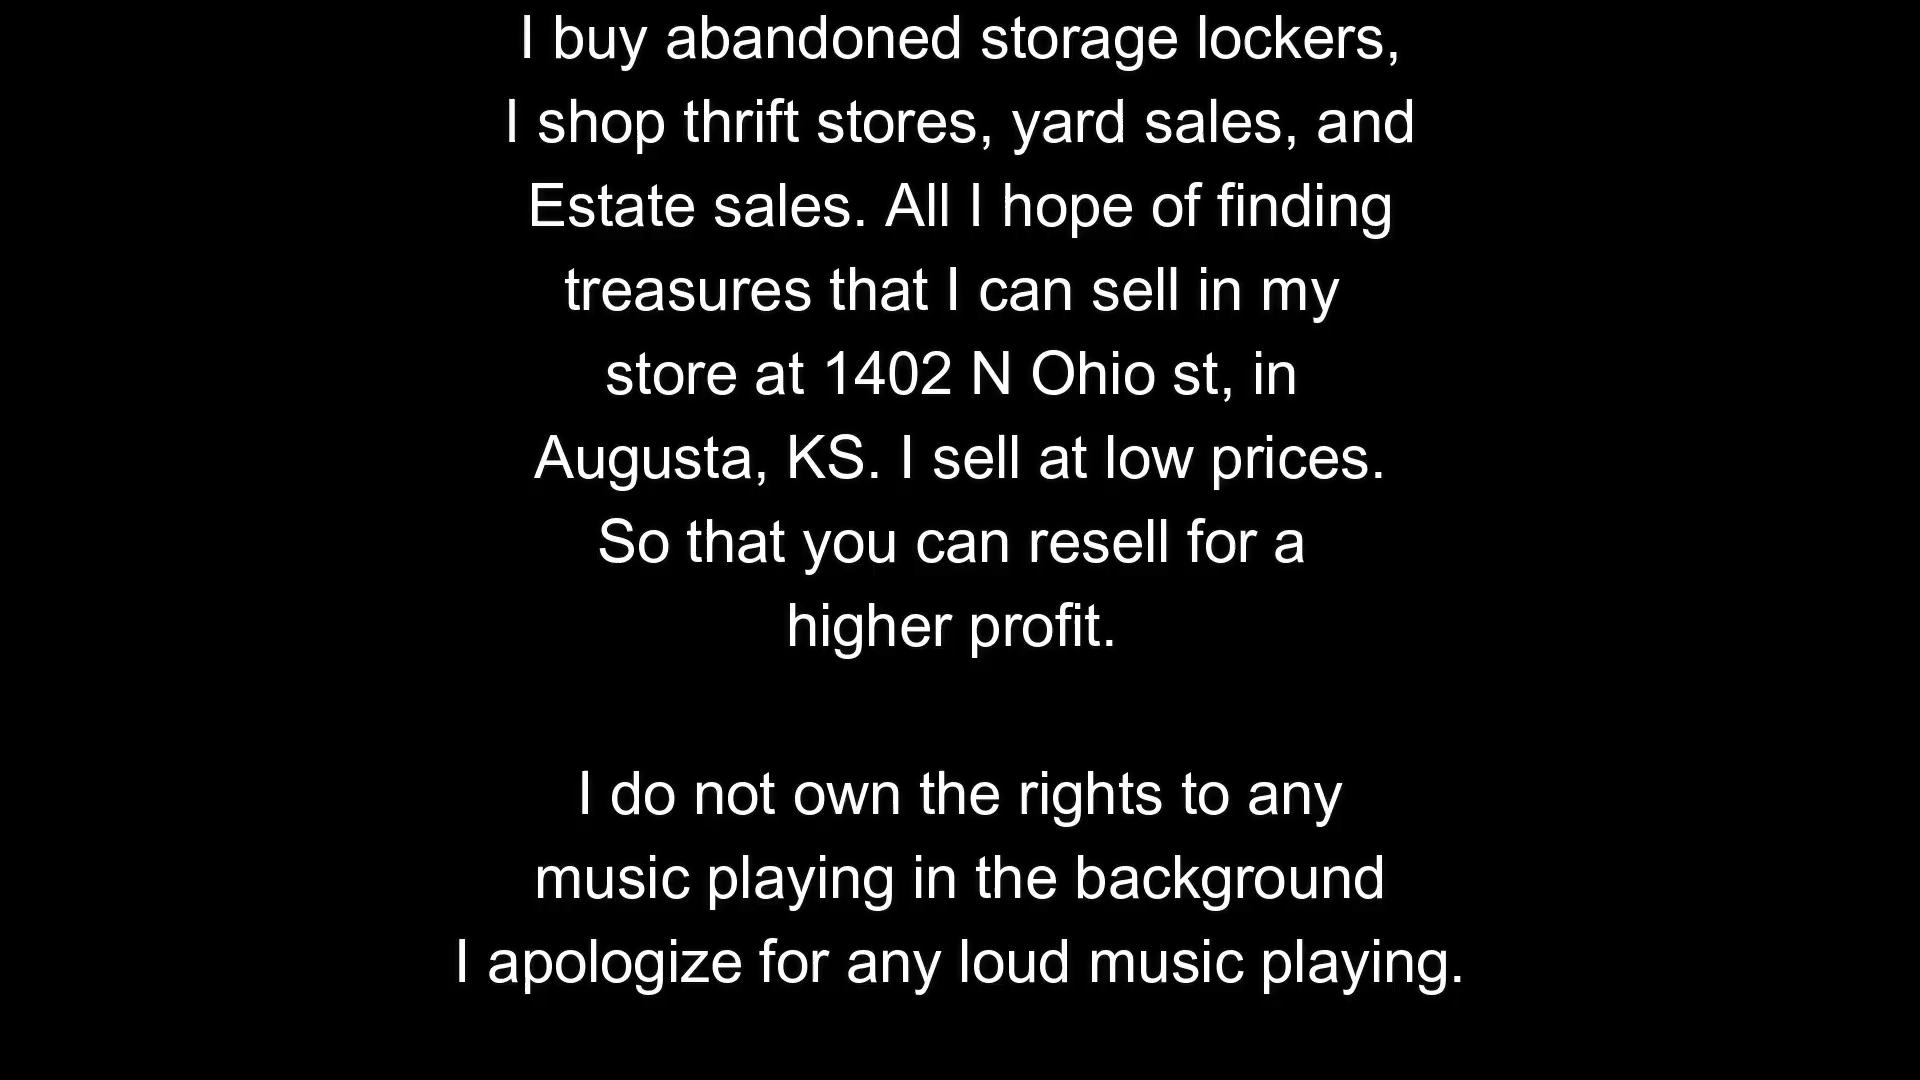 I buy abandoned storage lockers,
I shop thrift stores, yard sales, and
Estate sales. All I hope of finding
treasures that I can sell in my
store at 1402 N Ohio st, in
Augusta, KS. I sell at low prices.
So that you can resell for a
higher profit.
I do not own the rights to any
music playing in the background
I apologize for any loud music playing.